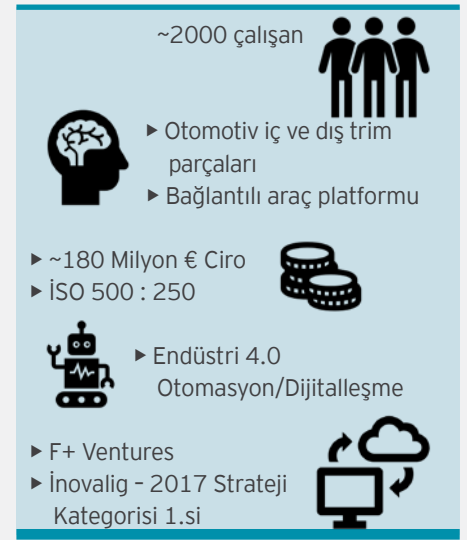 ~2000 çalışan
▸ Otomotiv iç ve dış trim
parçaları
▸ Bağlantılı araç platformu
▸ ~180 Milyon € Ciro
▸ İSO 500 : 250
▸ Endüstri 4.0
Otomasyon/Dijitalleşme
▸ F+ Ventures
▸ İnovalig – 2017 Strateji
Kategorisi 1.si